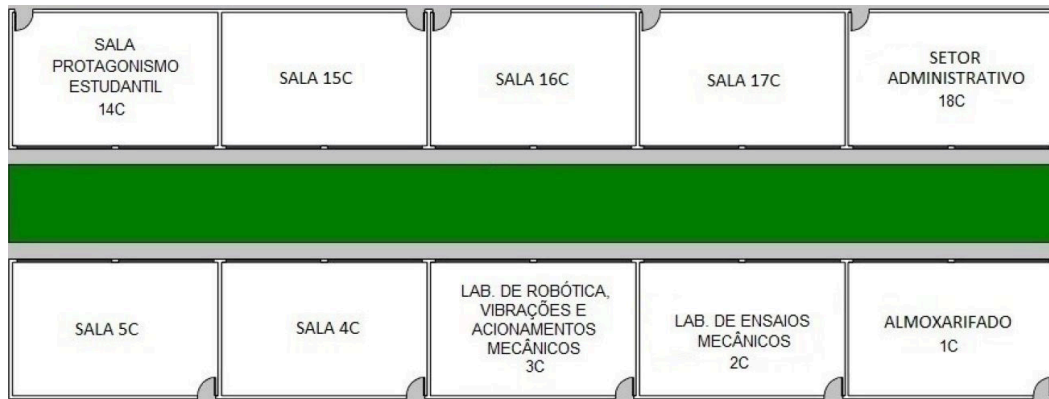 SALA
PROTAGONISMO
ESTUDANTIL
14C
SALA 15C
SALA 16C
SALA 17C
SETOR
ADMINISTRATIVO
18C
SALA 5C
SALA 4C
LAB. DE ROBÓTICA,
VIBRAÇÕES E
ACIONAMENTOS
MECÂNICOS
3C
LAB. DE ENSAIOS
MECÂNICOS
2C
ALMOXARIFADO
1C